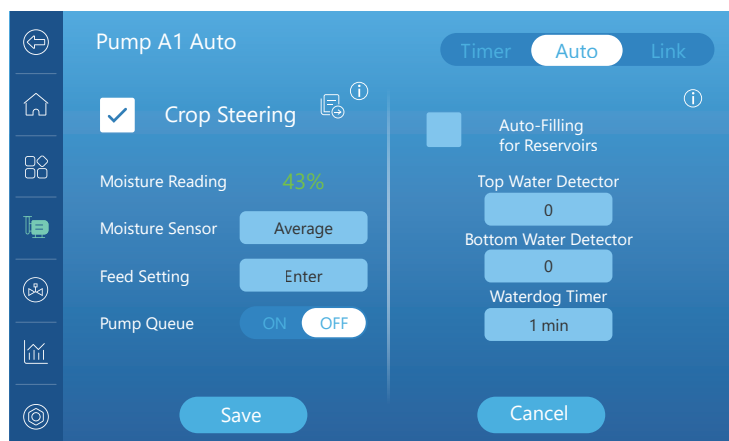 Pump A1 Auto
Timer Auto Link
Crop Steering
Moisture Reading 43%
Moisture Sensor Average
Feed Setting Enter
Pump Queue ON OFF
Save
Auto-Filling
for Reservoirs
Top Water Detector
0
Bottom Water Detector
0
Waterdog Timer
1 min
Cancel